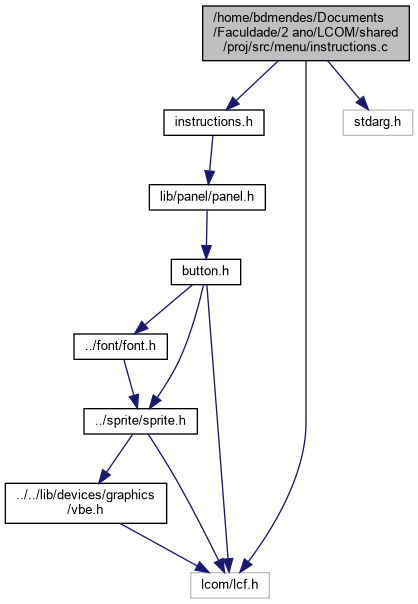 /home/bdmendes/Documents
/Faculdade/2 ano/LCOM/shared
/proj/src/menu/instructions.c
instructions.h
stdarg.h
lib/panel/panel.h
button.h
../font/font.h
../sprite/sprite.h
../../lib/devices/graphics
/vbe.h
lcom/lcf.h